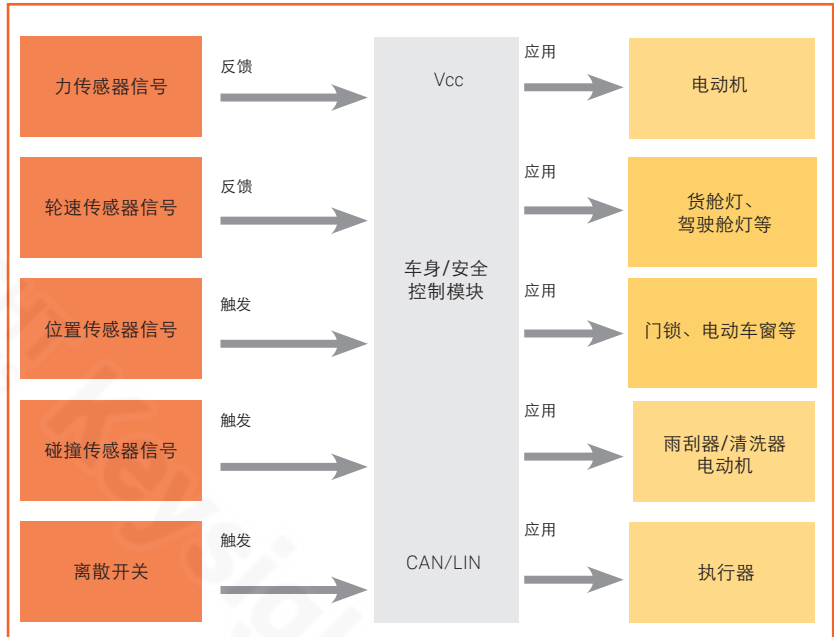 力传感器信号
反馈
Vcc
应用
电动机
轮速传感器信号
反馈
应用
货舱灯、
驾驶舱灯等
位置传感器信号
触发
车身/安全
控制模块
应用
门锁、电动车窗等
碰撞传感器信号
触发
应用
雨刮器/清洗器
电动机
离散开关
触发
CAN/LIN
应用
执行器
Keysigh